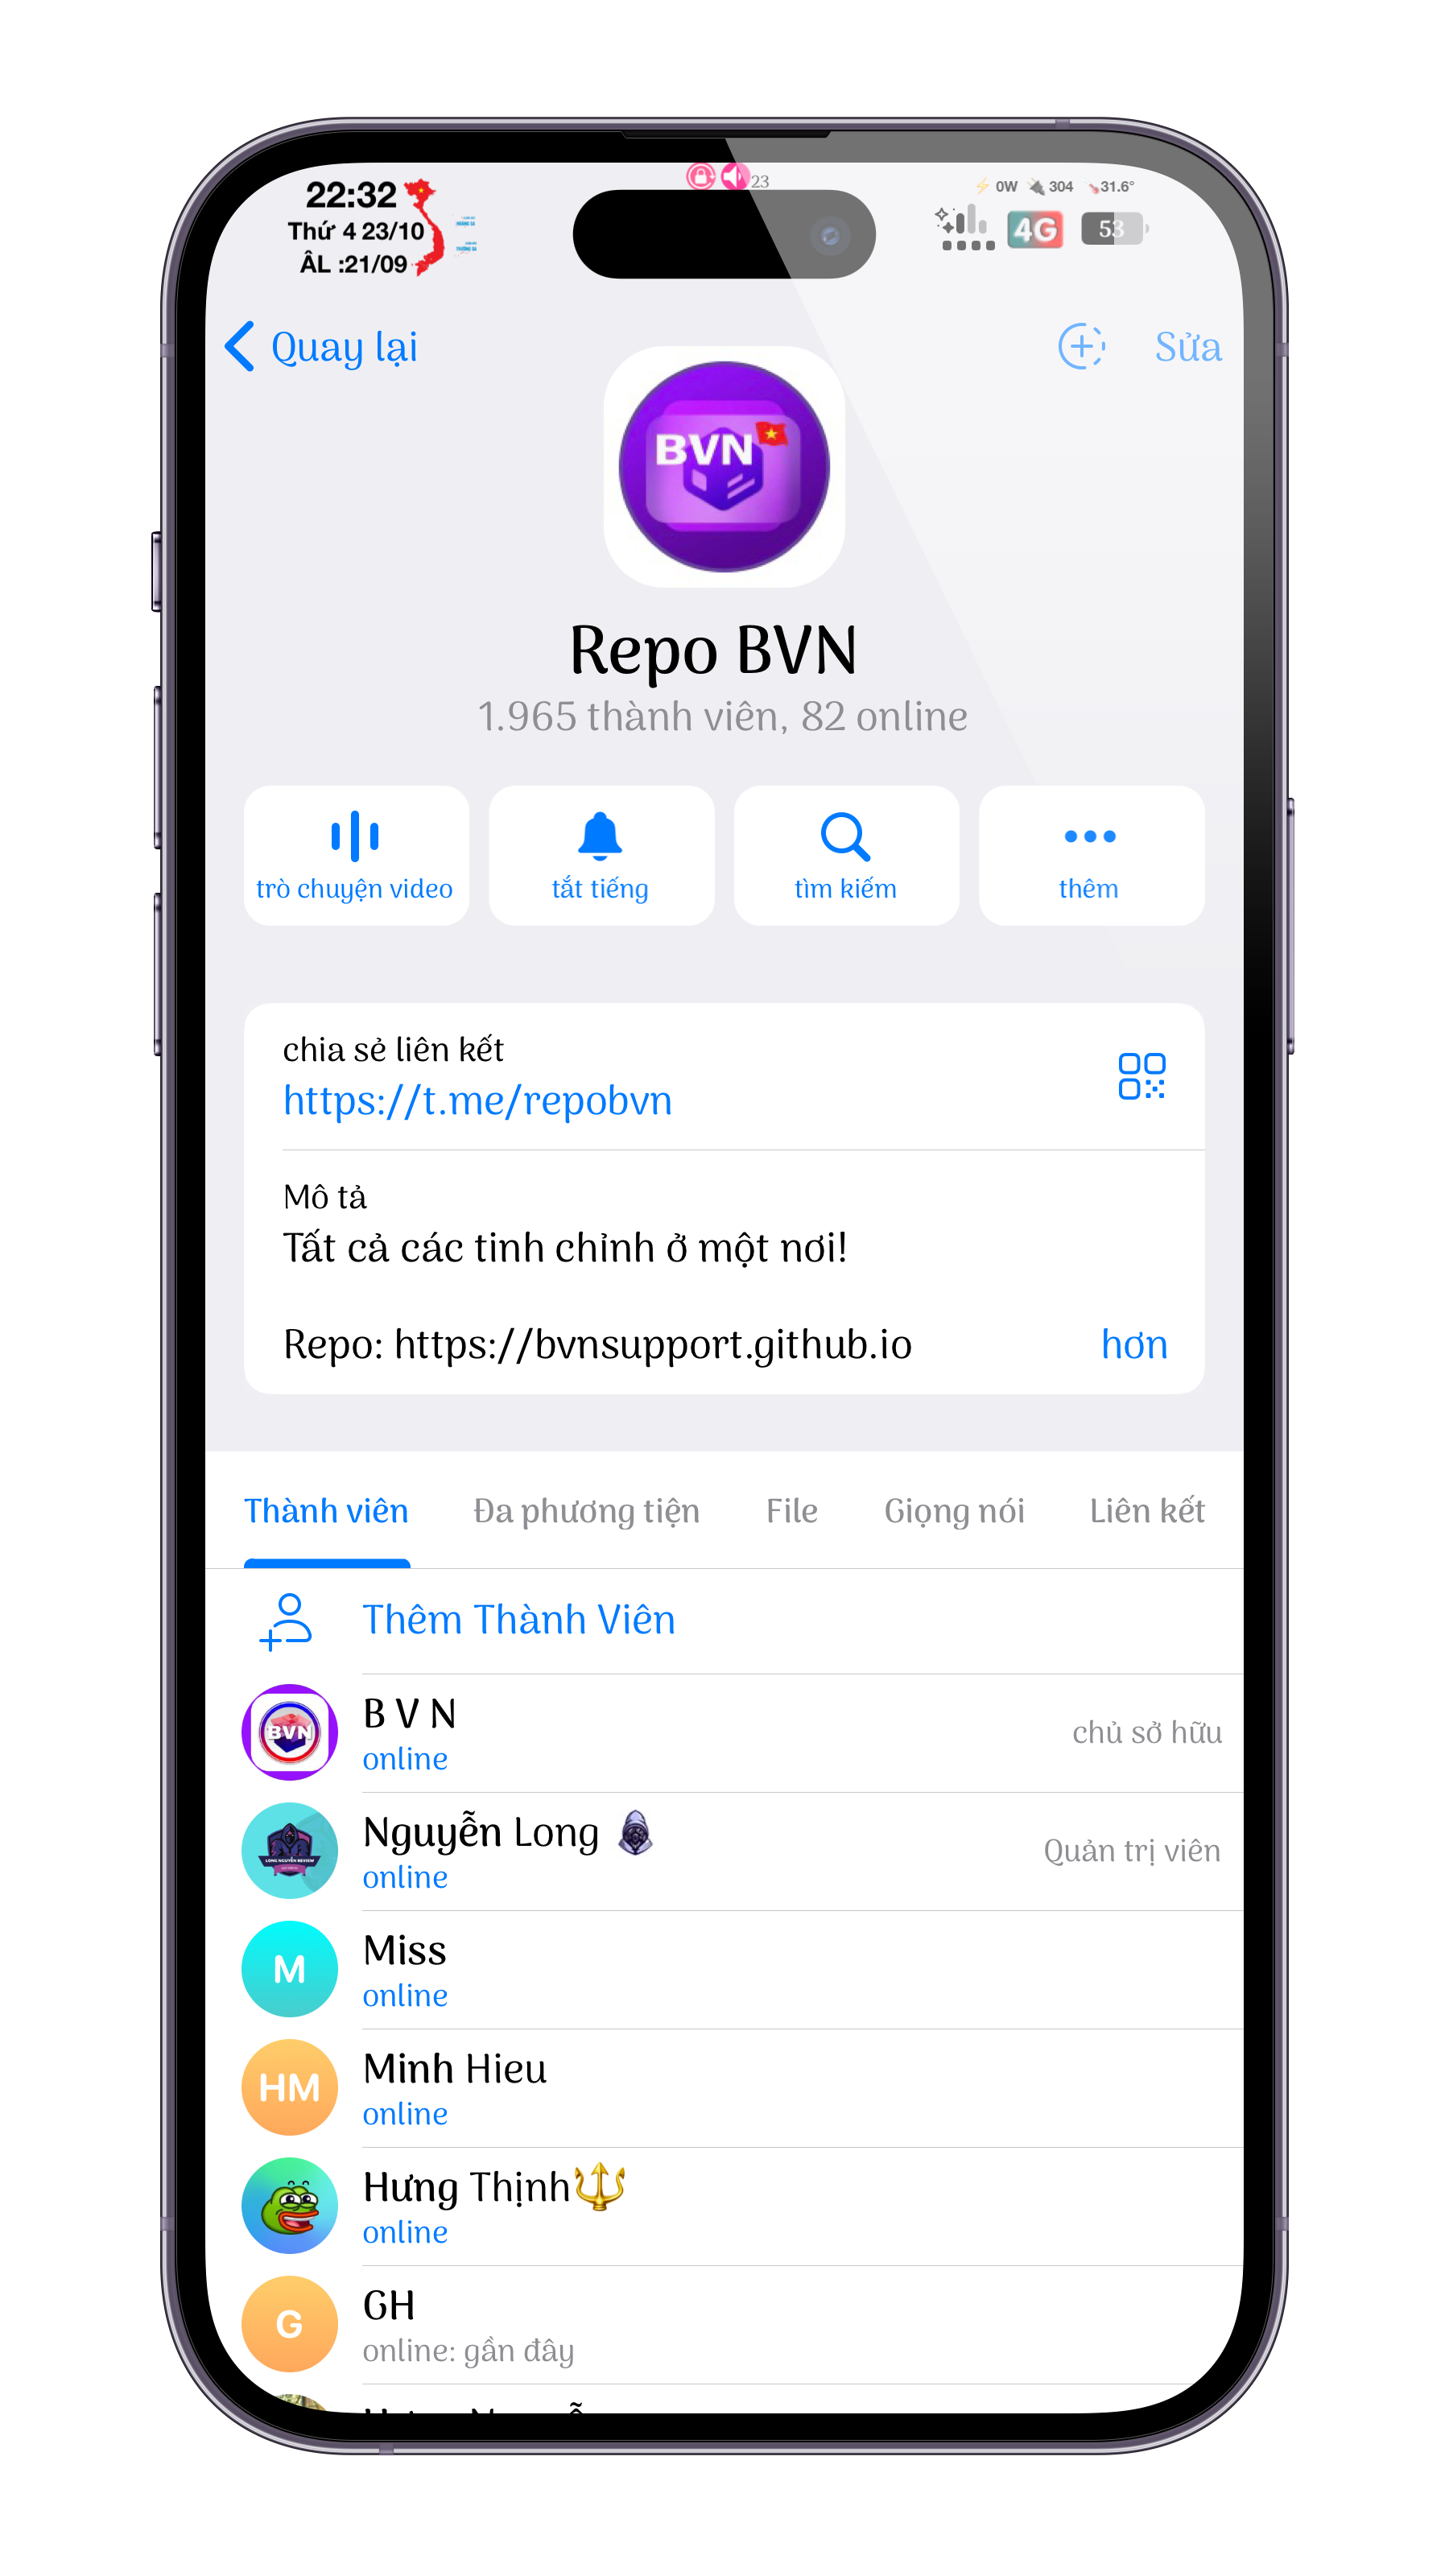 22:32
Thứ 4 23/10
ÂL :21/09
23
0W 304 31.6°
4G 53
Quay lại
Sửa
BVN
Repo BVN
1.965 thành viên, 82 online
trò chuyện video
tắt tiếng
tìm kiếm
thêm
chia sẻ liên kết
https://t.me/repobvn
Mô tả
Tất cả các tinh chỉnh ở một nơi!
Repo: https://bvnsupport.github.io hơn
Thành viên Đa phương tiện File Giọng nói Liên kết
Thêm Thành Viên
BVN
B V N
online
chủ sở hữu
LONG NGUYỄN REVIEW
Nguyễn Long
online
Quản trị viên
M
Miss
online
HM
Minh Hieu
online
Hưng Thịnh
online
G
GH
online: gần đây